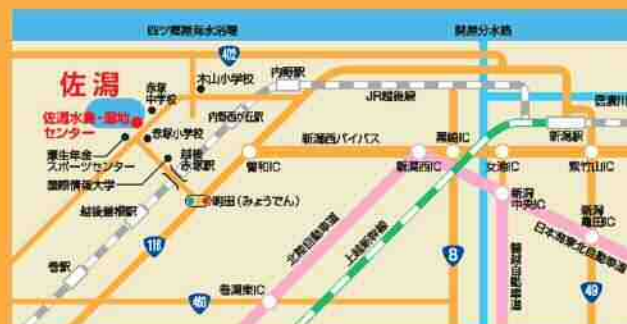 四ツ郷屋海水浴場
関屋分水路
402
佐潟
赤塚
中学校
木山小学校
内野駅
JR越後線
信濃川
佐潟水鳥・湿地
センター
赤塚小学校
内野西が丘駅
新潟西バイパス
黒崎IC
新潟駅
厚生年金
スポーツセンター
越後
赤塚駅
曽和IC
新潟西IC
女池IC
紫竹山IC
国際情報大学
明田(みょうでん)
新潟
中央IC
新潟
亀田IC
越後曽根駅
北陸自動車道
上越新幹線
日本海東北自動車道
116
8
磐越自動車道
巻駅
巻潟東IC
460
49